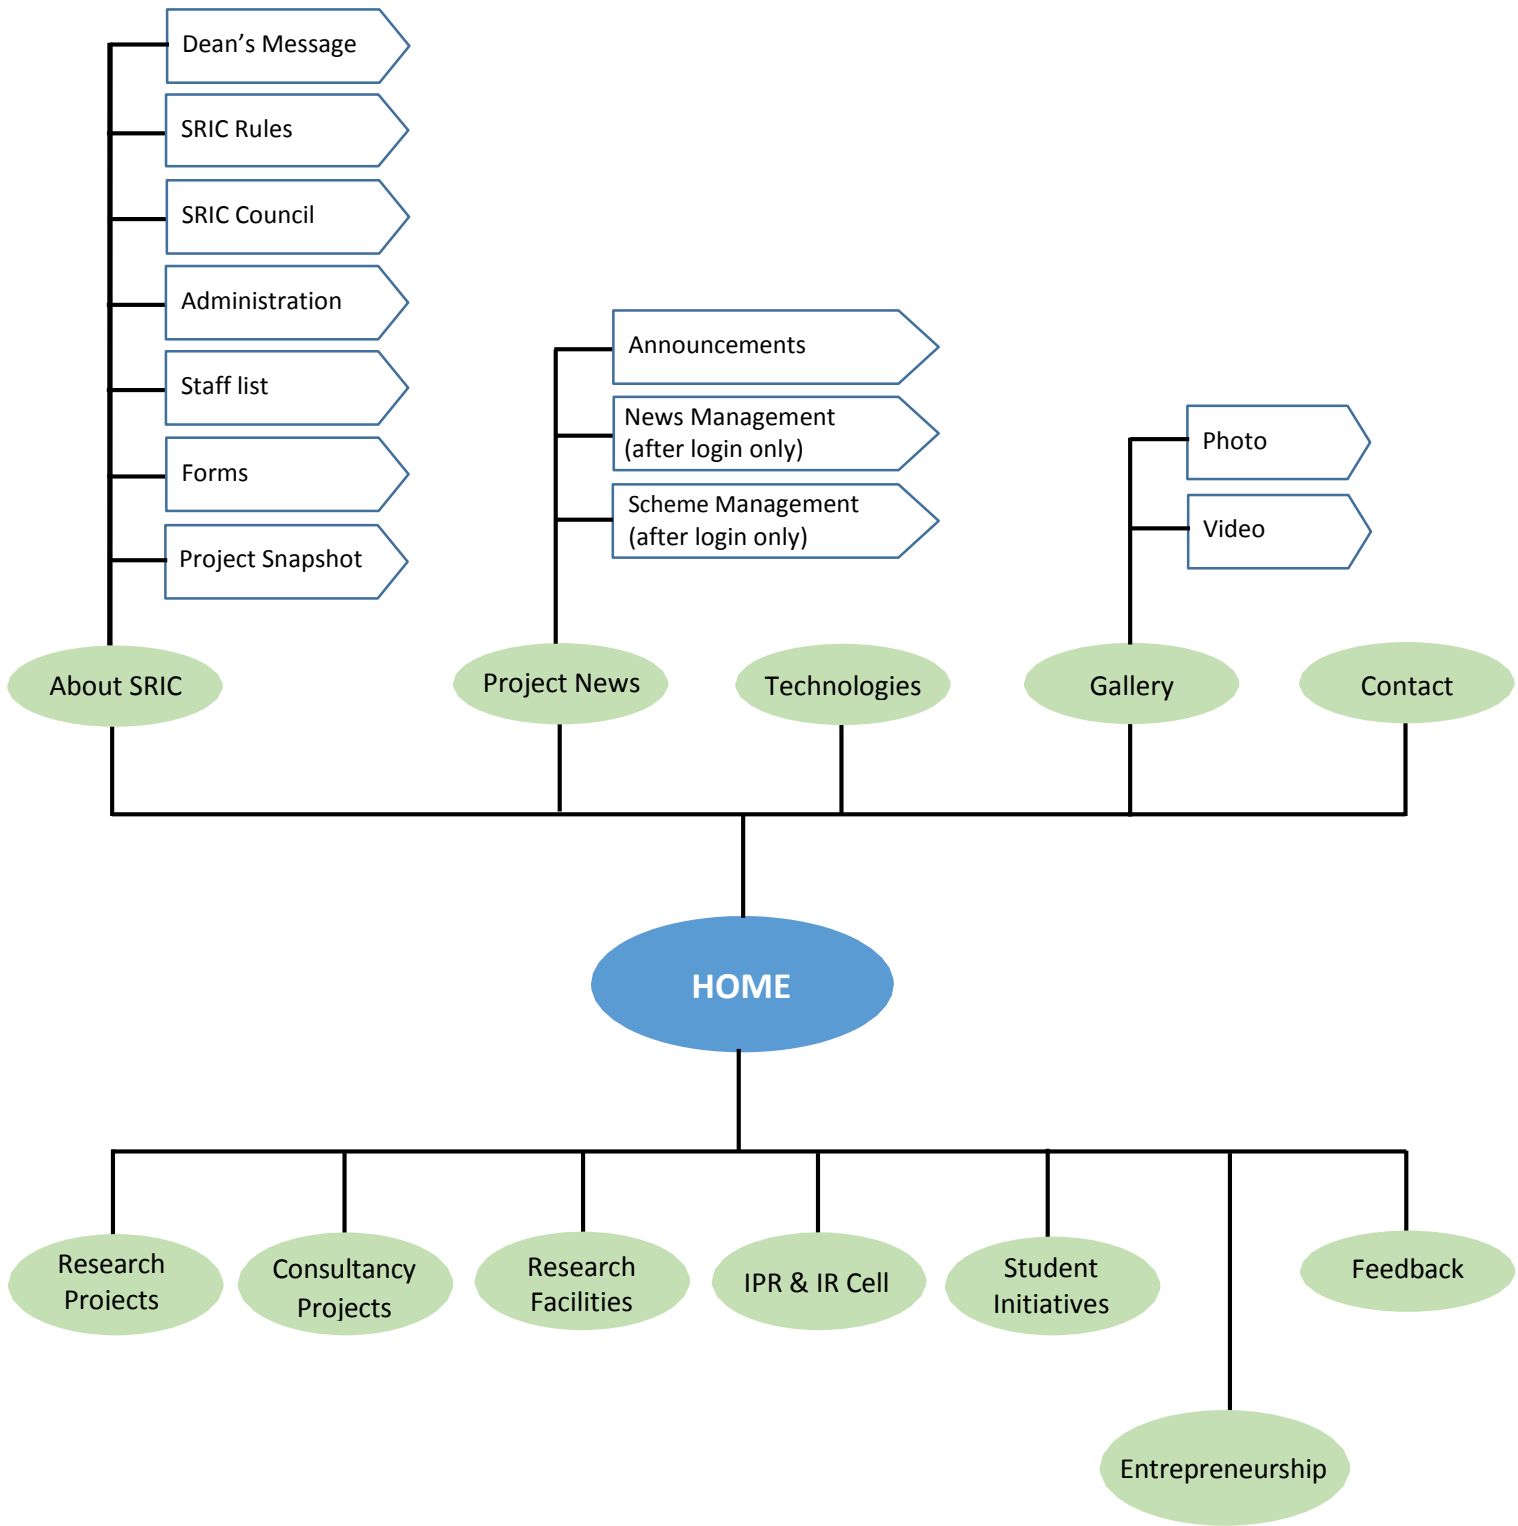 Dean’s Message
SRIC Rules
SRIC Council
Administration
Staff list
Forms
Project Snapshot
Announcements
News Management
(after login only)
Scheme Management
(after login only)
Photo
Video
About SRIC
Project News
Technologies
Gallery
Contact
HOME
Research
Projects
Consultancy
Projects
Research
Facilities
IPR & IR Cell
Student
Initiatives
Feedback
Entrepreneurship